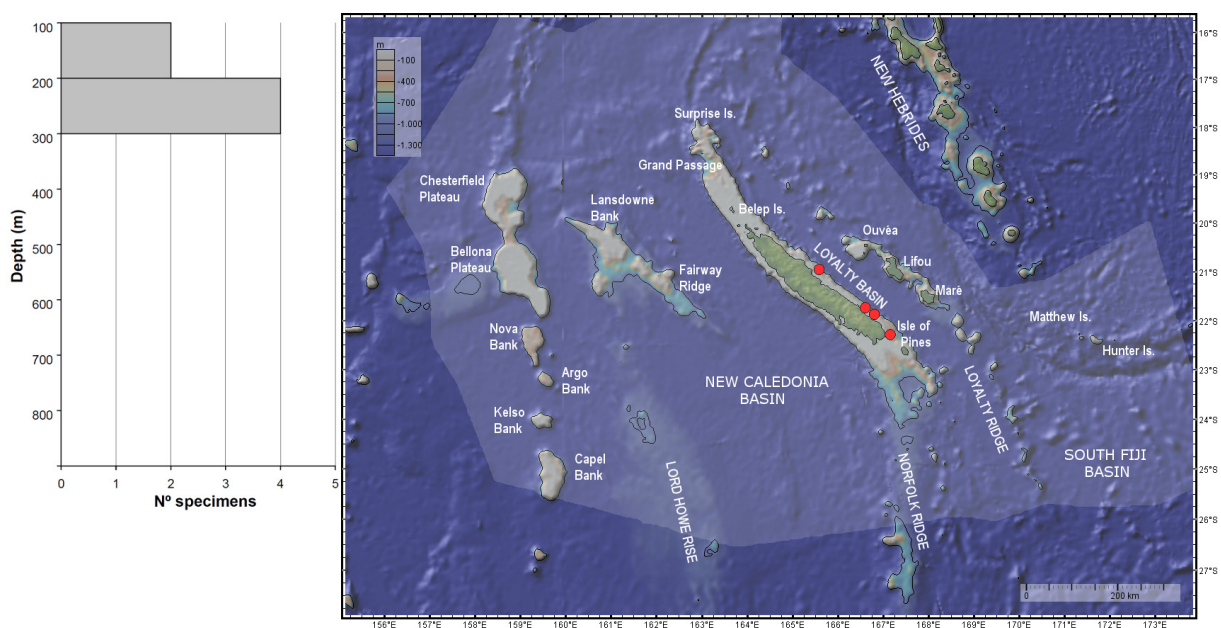 100
200
300
400
500
600
700
800
Depth (m)
0
1
2
3
4
5
Nº specimens
m
-100
-400
-700
-1.000
-1.300
Surprise Is.
Grand Passage
Chesterfield
Plateau
Lansdowne
Bank
Belep Is.
Bellona
Plateau
Fairway
Ridge
Nova
Bank
Argo
Bank
Kelso
Bank
Capel
Bank
NEW CALEDONIA
BASIN
LORD HOWE RISE
NORFOLK RIDGE
LOYALTY BASIN
Ouvéa
Lifou
Maré
Isle of
Pines
LOYALTY RIDGE
NEW HEBRIDES
Matthew Is.
Hunter Is.
SOUTH FIJI
BASIN
0
200 km
16°S
17°S
18°S
19°S
20°S
21°S
22°S
23°S
24°S
25°S
26°S
27°S
156°E
157°E
158°E
159°E
160°E
161°E
162°E
163°E
164°E
165°E
166°E
167°E
168°E
169°E
170°E
171°E
172°E
173°E